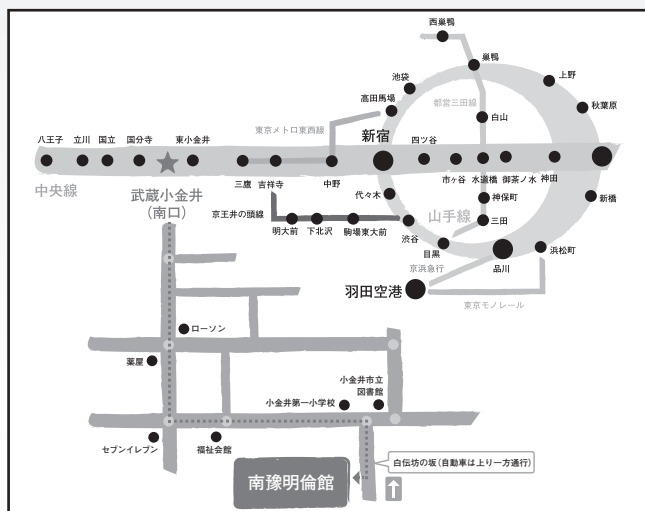 西巣鴨
巣鴨
池袋
上野
高田馬場
都営三田線
秋葉原
白山
東京メトロ東西線
新宿
四ツ谷
八王子
立川
国立
国分寺
東小金井
三鷹
吉祥寺
中野
市ヶ谷
水道橋
御茶ノ水
神田
中央線
武蔵小金井
(南口)
代々木
神保町
新橋
京王井の頭線
山手線
三田
明大前
下北沢
駒場東大前
渋谷
目黒
浜松町
京浜急行
品川
羽田空港
東京モノレール
ローソン
薬屋
小金井市立
図書館
小金井第一小学校
セブンイレブン
福祉会館
白伝坊の坂(自動車は上り一方通行)
南豫明倫館